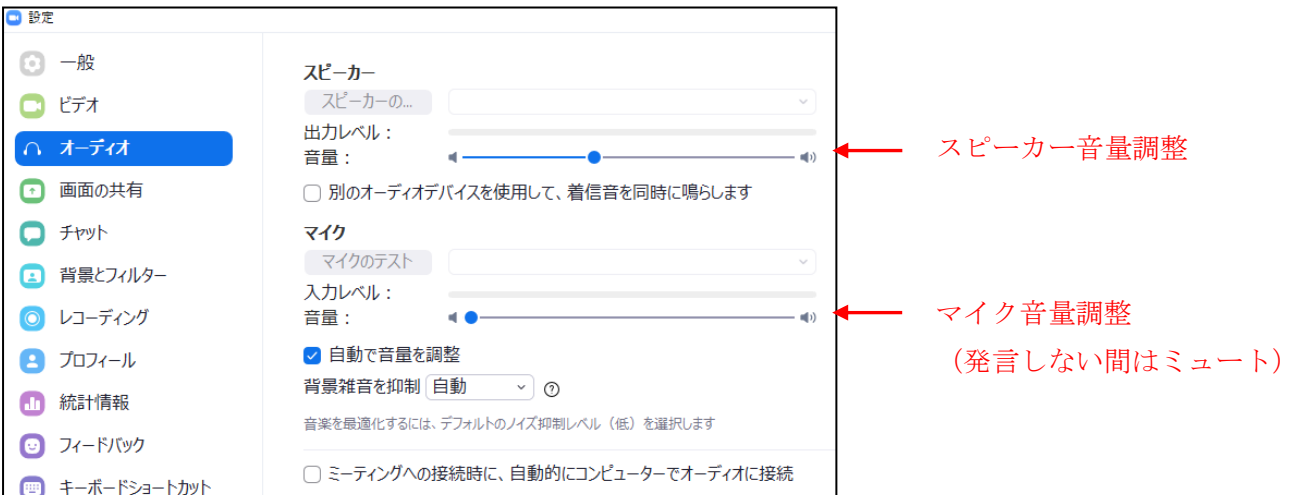 設定
一般
ビデオ
オーディオ
画面の共有
チャット
背景とフィルター
レコーディング
プロフィール
統計情報
フィードバック
キーボードショートカット
スピーカー
スピーカーの...
出力レベル：
音量：
別のオーディオデバイスを使用して、着信音を同時に鳴らします
マイク
マイクのテスト
入力レベル：
音量：
自動で音量を調整
背景雑音を抑制 自動 ?
音楽を最適化するには、デフォルトのノイズ抑制レベル（低）を選択します
ミーティングへの接続時に、自動的にコンピューターでオーディオに接続
スピーカー音量調整
マイク音量調整
（発言しない間はミュート）